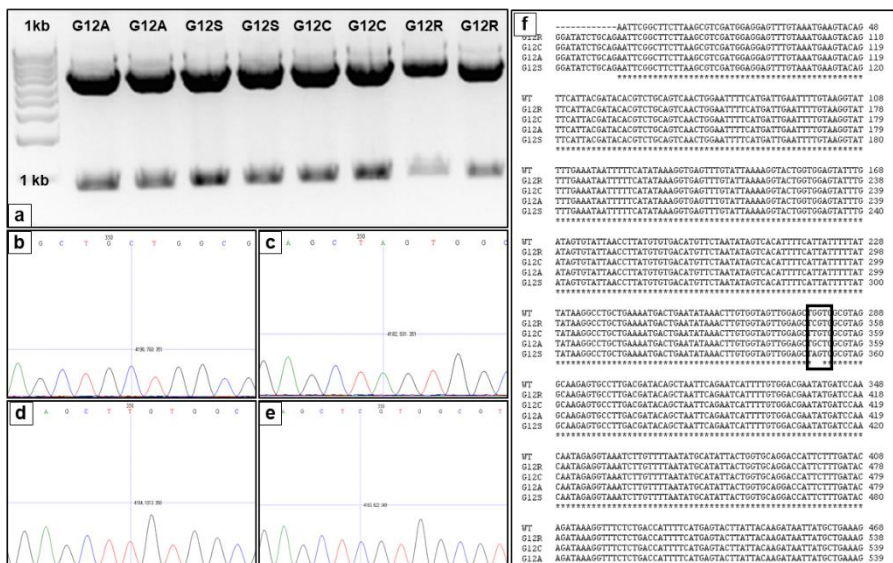 1kb G12A G12A G12S G12S G12C G12C G12R G12R
1 kb
a
b
350
G C T G C T G G C G
c
350
A G C T A G T G G C
d
A G C T T G T G G C
e
A G C T C G T G G C G T
f
------------AATTCGGCTTCTTAAGCGTCGATGGAGGAGTTTGTAAATGAAGTACAG 48
G12R GGATATCTGCAGAATTCGGCTTCTTAAGCGTCGATGGAGGAGTTTGTAAATGAAGTACAG 118
G12C GGATATCTGCAGAATTCGGCTTCTTAAGCGTCGATGGAGGAGTTTGTAAATGAAGTACAG 119
G12A GGATATCTGCAGAATTCGGCTTCTTAAGCGTCGATGGAGGAGTTTGTAAATGAAGTACAG 119
G12S GGATATCTGCAGAATTCGGCTTCTTAAGCGTCGATGGAGGAGTTTGTAAATGAAGTACAG 120
WT TTCATTACGATACACGTCTGCAGTCAACTGGAATTTTCATGATTGAATTTTGTAAGGTAT 108
G12R TTCATTACGATACACGTCTGCAGTCAACTGGAATTTTCATGATTGAATTTTGTAAGGTAT 178
G12C TTCATTACGATACACGTCTGCAGTCAACTGGAATTTTCATGATTGAATTTTGTAAGGTAT 179
G12A TTCATTACGATACACGTCTGCAGTCAACTGGAATTTTCATGATTGAATTTTGTAAGGTAT 179
G12S TTCATTACGATACACGTCTGCAGTCAACTGGAATTTTCATGATTGAATTTTGTAAGGTAT 180
WT TTTGAAATAATTTTTCATATAAAGGTGAGTTTGTATTAAAAGGTACTGGTGGAGTATTTG 168
G12R TTTGAAATAATTTTTCATATAAAGGTGAGTTTGTATTAAAAGGTACTGGTGGAGTATTTG 238
G12C TTTGAAATAATTTTTCATATAAAGGTGAGTTTGTATTAAAAGGTACTGGTGGAGTATTTG 239
G12A TTTGAAATAATTTTTCATATAAAGGTGAGTTTGTATTAAAAGGTACTGGTGGAGTATTTG 239
G12S TTTGAAATAATTTTTCATATAAAGGTGAGTTTGTATTAAAAGGTACTGGTGGAGTATTTG 240
WT ATAGTGTATTAACCTTATGTGTGACATGTTCTAATATAGTCACATTTTCATTATTTTTAT 228
G12R ATAGTGTATTAACCTTATGTGTGACATGTTCTAATATAGTCACATTTTCATTATTTTTAT 298
G12C ATAGTGTATTAACCTTATGTGTGACATGTTCTAATATAGTCACATTTTCATTATTTTTAT 299
G12A ATAGTGTATTAACCTTATGTGTGACATGTTCTAATATAGTCACATTTTCATTATTTTTAT 299
G12S ATAGTGTATTAACCTTATGTGTGACATGTTCTAATATAGTCACATTTTCATTATTTTTAT 300
WT TATAAGGCCTGCTGAAAATGACTGAATATAAACTTGTGGTAGTTGGAGCTGGTGGCGTAG 288
G12R TATAAGGCCTGCTGAAAATGACTGAATATAAACTTGTGGTAGTTGGAGCTCGTGGCGTAG 358
G12C TATAAGGCCTGCTGAAAATGACTGAATATAAACTTGTGGTAGTTGGAGCTTGTGGCGTAG 359
G12A TATAAGGCCTGCTGAAAATGACTGAATATAAACTTGTGGTAGTTGGAGCTGCTGGCGTAG 359
G12S TATAAGGCCTGCTGAAAATGACTGAATATAAACTTGTGGTAGTTGGAGCTAGTGGCGTAG 360
WT GCAAGAGTGCCTTGACGATACAGCTAATTCAGAATCATTTTGTGGACGAATATGATCCAA 348
G12R GCAAGAGTGCCTTGACGATACAGCTAATTCAGAATCATTTTGTGGACGAATATGATCCAA 418
G12C GCAAGAGTGCCTTGACGATACAGCTAATTCAGAATCATTTTGTGGACGAATATGATCCAA 419
G12A GCAAGAGTGCCTTGACGATACAGCTAATTCAGAATCATTTTGTGGACGAATATGATCCAA 419
G12S GCAAGAGTGCCTTGACGATACAGCTAATTCAGAATCATTTTGTGGACGAATATGATCCAA 420
WT CAATAGAGGTAAATCTTGTTTTAATATGCATATTACTGGTGCAGGACCATTCTTTGATAC 408
G12R CAATAGAGGTAAATCTTGTTTTAATATGCATATTACTGGTGCAGGACCATTCTTTGATAC 478
G12C CAATAGAGGTAAATCTTGTTTTAATATGCATATTACTGGTGCAGGACCATTCTTTGATAC 479
G12A CAATAGAGGTAAATCTTGTTTTAATATGCATATTACTGGTGCAGGACCATTCTTTGATAC 479
G12S CAATAGAGGTAAATCTTGTTTTAATATGCATATTACTGGTGCAGGACCATTCTTTGATAC 480
WT AGATAAAGGTTTCTCTGACCATTTTCATGAGTACTTATTACAAGATAATTATGCTGAAAG 468
G12R AGATAAAGGTTTCTCTGACCATTTTCATGAGTACTTATTACAAGATAATTATGCTGAAAG 538
G12C AGATAAAGGTTTCTCTGACCATTTTCATGAGTACTTATTACAAGATAATTATGCTGAAAG 539
G12A AGATAAAGGTTTCTCTGACCATTTTCATGAGTACTTATTACAAGATAATTATGCTGAAAG 539